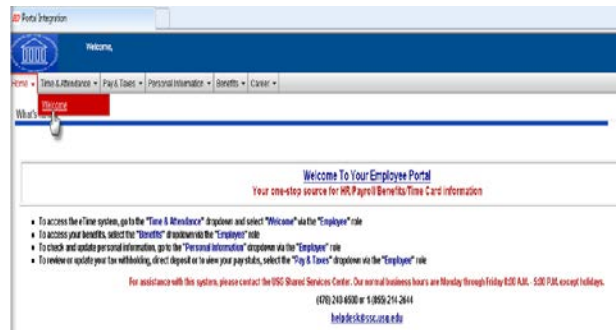 Portal Integration
Welcome,
Home Time & Attendance Pay & Taxes Personal Information Benefits Career
Welcome
What's
Welcome To Your Employee Portal
Your one-stop source for HR/Payroll/Benefits/Time Card information
To access the eTime system, go to the "Time & Attendance" dropdown and select "Welcome" via the "Employee" role
To access your benefits, select the "Benefits" dropdown via the "Employee" role
To check and update personal information, go to the "Personal Information" dropdown via the "Employee" role
To review or update your tax withholding, direct deposit or to view your pay stubs, select the "Pay & Taxes" dropdown via the "Employee" role
For assistance with this system, please contact the USG Shared Services Center. Our normal business hours are Monday through Friday 8:00 A.M. - 5:00 P.M. except holidays.
(478) 240-6500 or 1-(855)-214-2644
helpdesk@ssc.usg.edu